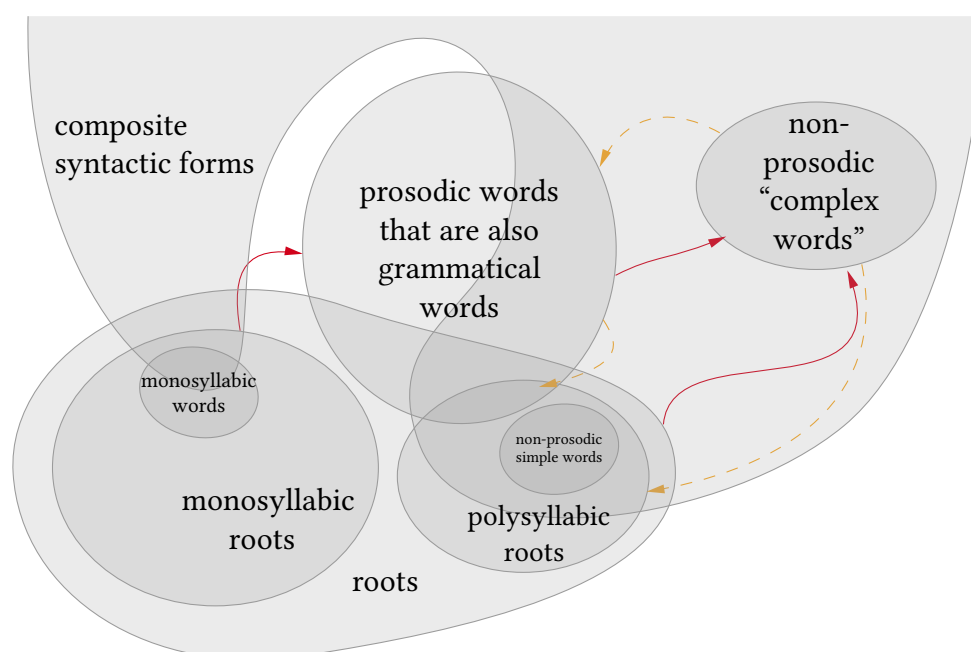 composite
syntactic forms
non-
prosodic
“complex
words”
prosodic words
that are also
grammatical
words
monosyllabic
words
non-prosodic
simple words
monosyllabic
roots
polysyllabic
roots
roots